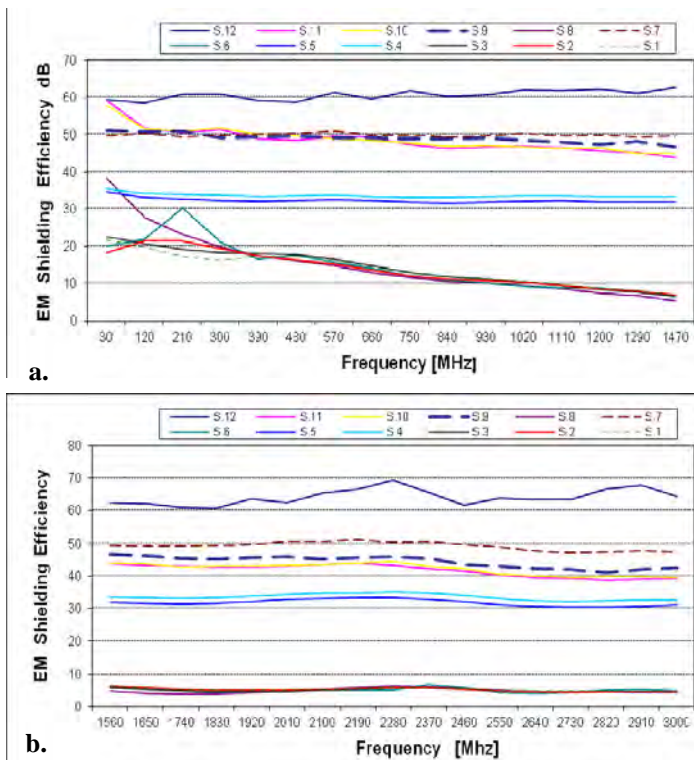 S.12 S.11 S.10 S.9 S.8 S.7
S.6 S.5 S.4 S.3 S.2 S.1
EM Shielding Efficiency dB
70
60
50
40
30
20
10
0
30 120 210 300 390 480 570 660 750 840 930 1020 1110 1200 1290 1470
Frequency [MHz]
a.
S.12 S.11 S.10 S.9 S.8 S.7
S.6 S.5 S.4 S.3 S.2 S.1
EM Shielding Efficiency
80
70
60
50
40
30
20
10
0
1560 1650 1740 1830 1920 2010 2100 2190 2280 2370 2460 2550 2640 2730 2820 2910 3000
Frequency [Mhz]
b.